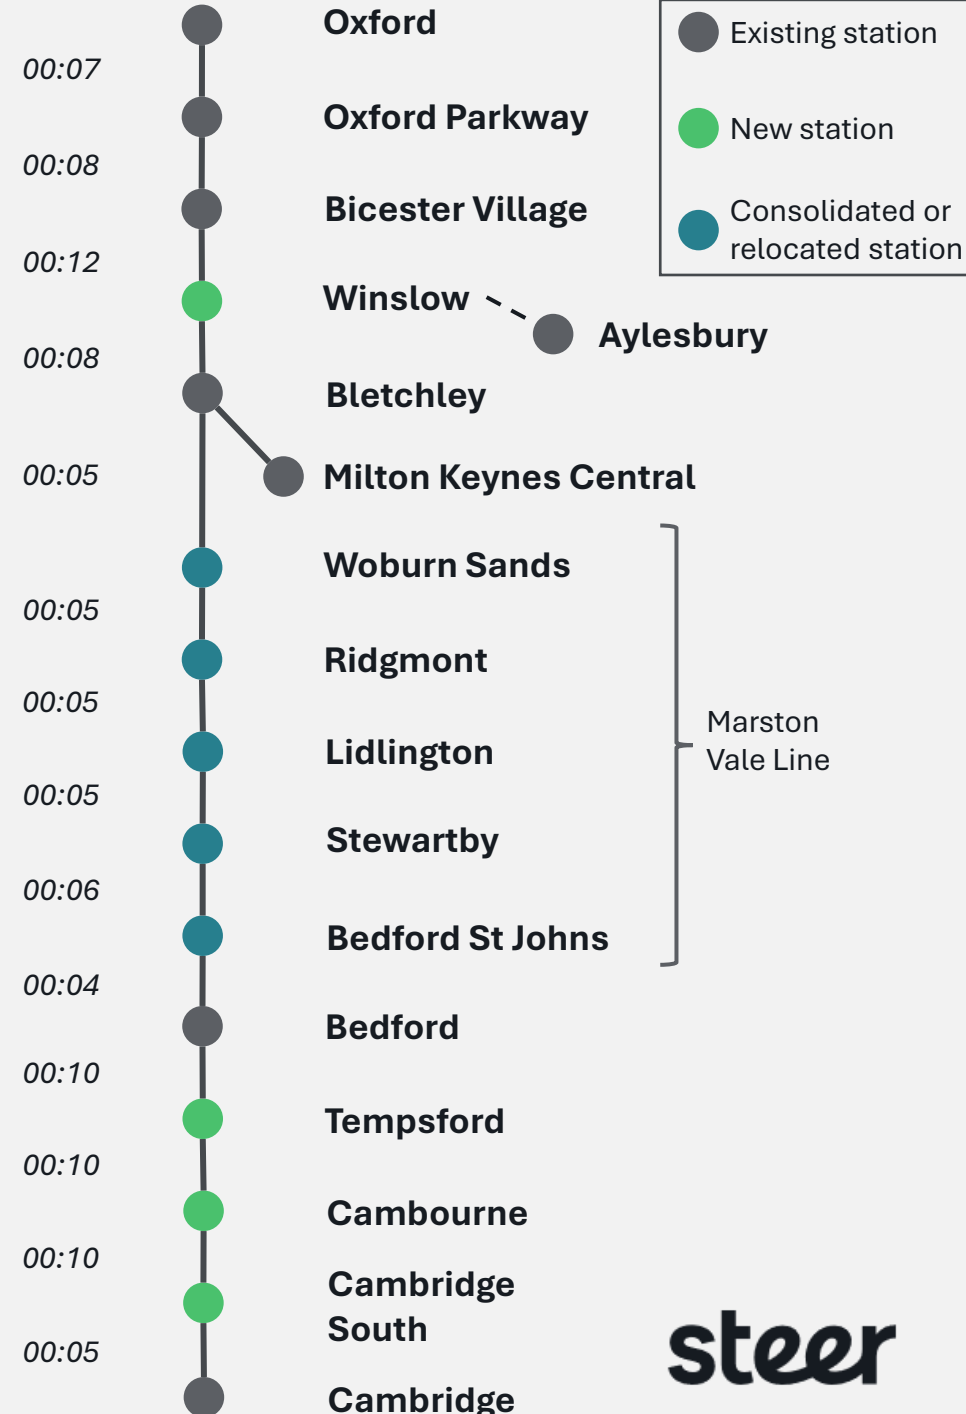 Oxford
Existing station
00:07
Oxford Parkway
New station
00:08
Bicester Village
Consolidated or
relocated station
00:12
Winslow
Aylesbury
00:08
Bletchley
00:05
Milton Keynes Central
Woburn Sands
00:05
Ridgmont
00:05
Marston
Vale Line
Lidlington
00:05
Stewartby
00:06
Bedford St Johns
00:04
Bedford
00:10
Tempsford
00:10
Cambourne
00:10
Cambridge
South
00:05
steer
Cambridge